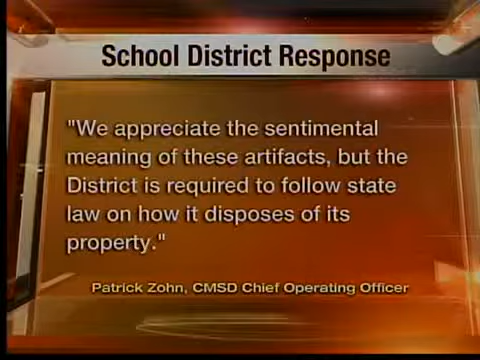 School District Response
"We appreciate the sentimental
meaning of these artifacts, but the
District is required to follow state
law on how it disposes of its
property."
Patrick Zohn, CMSD Chief Operating Officer